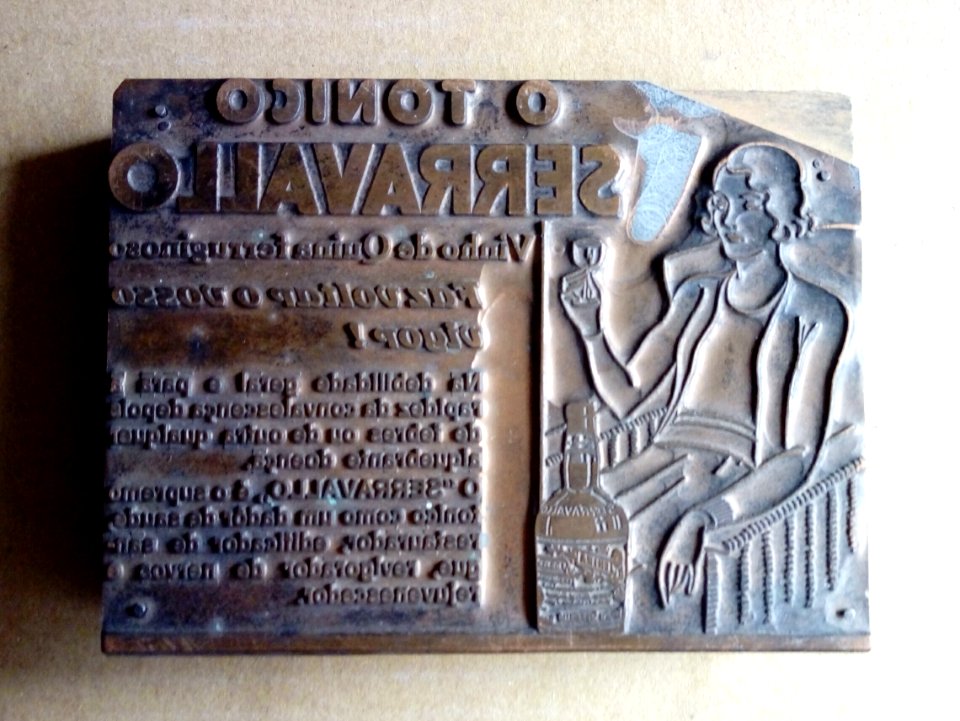 O TONICO
SERRAVALLO
Vinho de Quina ferruginoso
Faz voltar o vosso
vigor!
Na debilidade geral e para a
rapidez da convalescença depois
de febres ou de outra qualquer
alquebrante doença.
O "SERRAVALLO" é o supremo
tonico como um dador de saude,
restaurador, edificador de san-
gue, revigorador de nervos e
rejuvenescedor.
SERRAVALLO